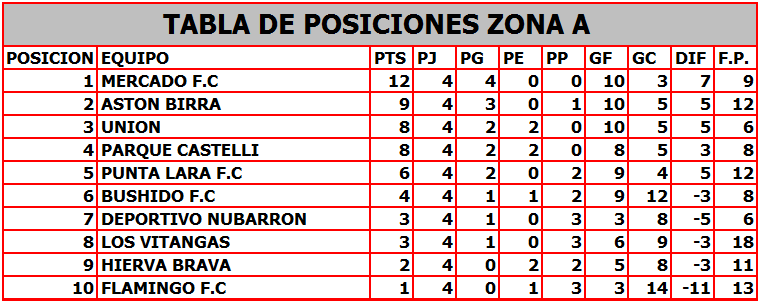 TABLA DE POSICIONES ZONA A
POSICION EQUIPO PTS PJ PG PE PP GF GC DIF F.P.
1 MERCADO F.C 12 4 4 0 0 10 3 7 9
2 ASTON BIRRA 9 4 3 0 1 10 5 5 12
3 UNION 8 4 2 2 0 10 5 5 6
4 PARQUE CASTELLI 8 4 2 2 0 8 5 3 8
5 PUNTA LARA F.C 6 4 2 0 2 9 4 5 12
6 BUSHIDO F.C 4 4 1 1 2 9 12 -3 8
7 DEPORTIVO NUBARRON 3 4 1 0 3 3 8 -5 6
8 LOS VITANGAS 3 4 1 0 3 6 9 -3 18
9 HIERVA BRAVA 2 4 0 2 2 5 8 -3 11
10 FLAMINGO F.C 1 4 0 1 3 3 14 -11 13